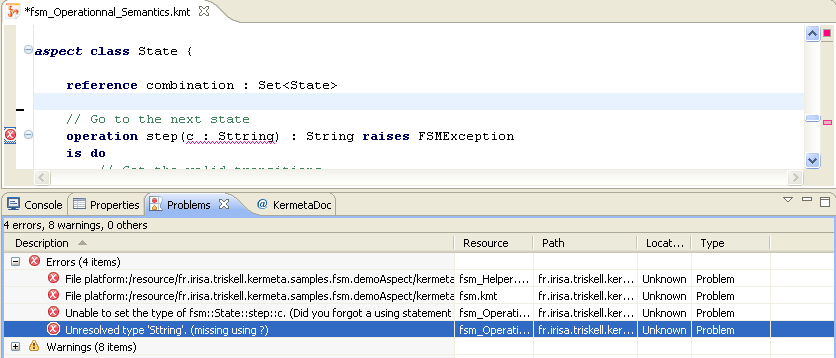 *fsm_Operationnal_Semantics.kmt
aspect class State {
reference combination : Set<State>
// Go to the next state
operation step(c : Sttring) : String raises FSMException
is do
// Get the valid transitions
Console Properties Problems @ KermetaDoc
4 errors, 8 warnings, 0 others
Description Resource Path Locat... Type
Errors (4 items)
File platform:/resource/fr.irisa.triskell.kermeta.samples.fsm.demoAspect/kermeta fsm_Helper.... fr.irisa.triskell.ker... Unknown Problem
File platform:/resource/fr.irisa.triskell.kermeta.samples.fsm.demoAspect/kermeta fsm.kmt fr.irisa.triskell.ker... Unknown Problem
Unable to set the type of fsm::State::step::c. (Did you forgot a using statement fsm_Operati... fr.irisa.triskell.ker... Unknown Problem
Unresolved type 'Sttring'. (missing using ?) fsm_Operati... fr.irisa.triskell.ker... Unknown Problem
Warnings (8 items)